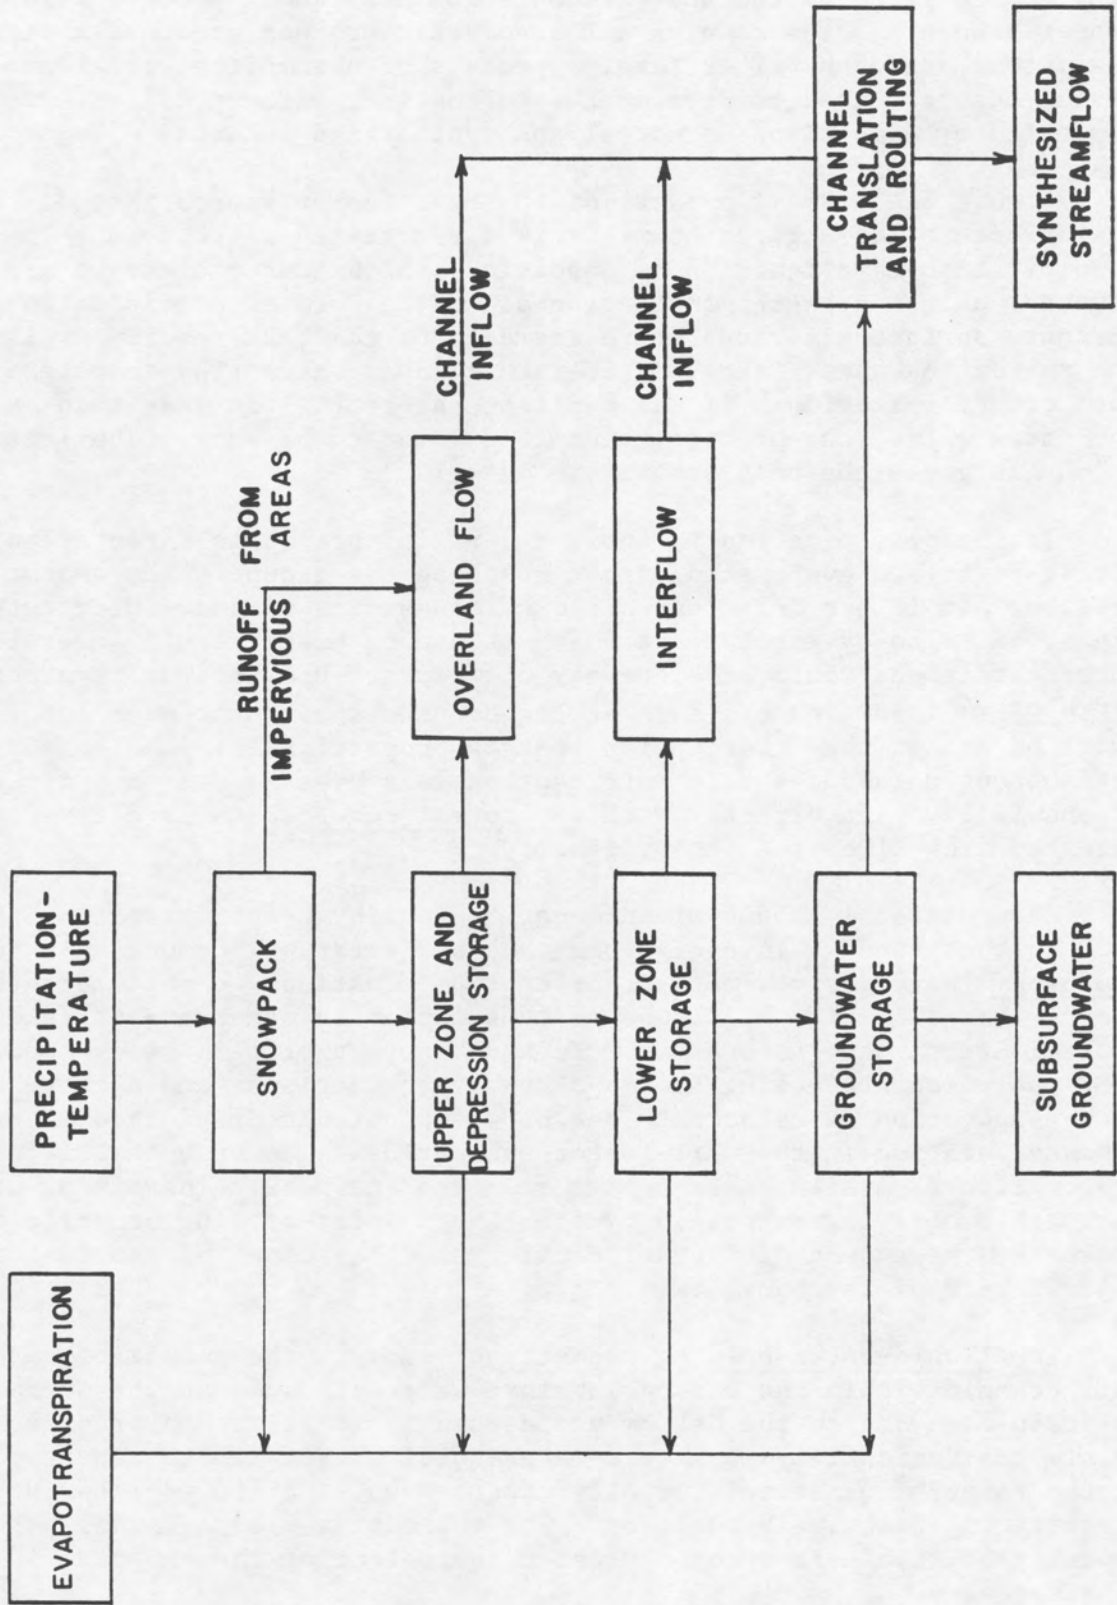 EVAPOTRANSPIRATION
PRECIPITATION-
TEMPERATURE
SNOWPACK
RUNOFF FROM
IMPERVIOUS AREAS
UPPER ZONE AND
DEPRESSION STORAGE
OVERLAND FLOW
CHANNEL
INFLOW
LOWER ZONE
STORAGE
INTERFLOW
CHANNEL
INFLOW
GROUNDWATER
STORAGE
CHANNEL
TRANSLATION
AND ROUTING
SUBSURFACE
GROUNDWATER
SYNTHESIZED
STREAMFLOW